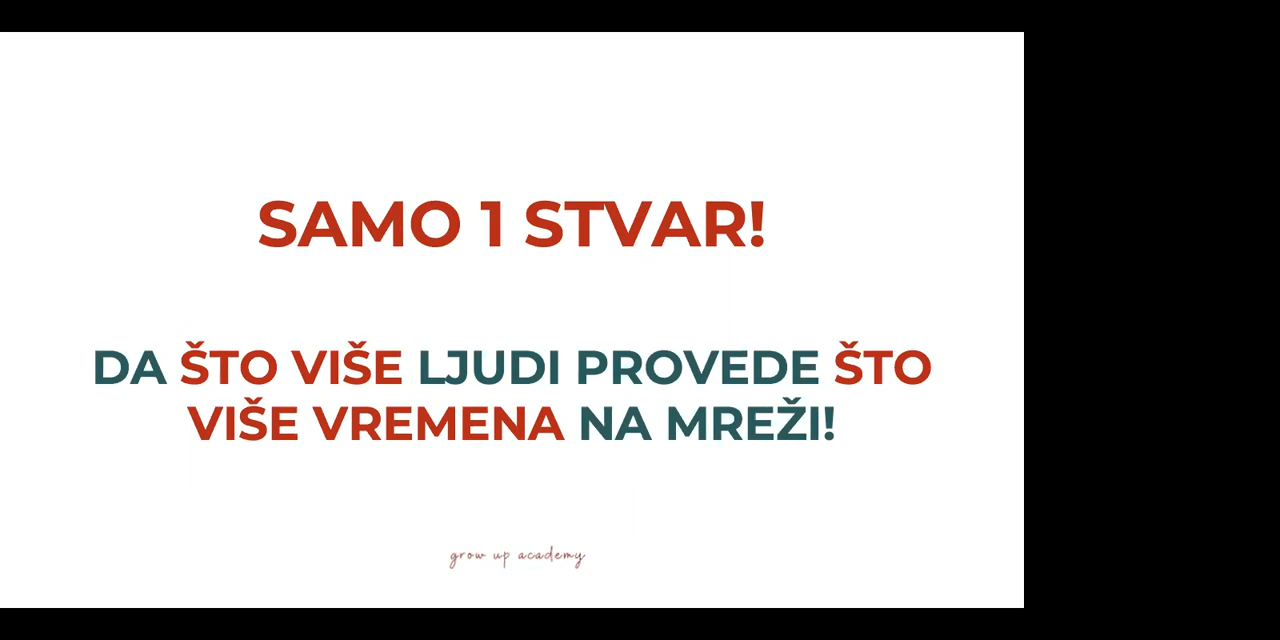 SAMO 1 STVAR!
DA ŠTO VIŠE LJUDI PROVEDE ŠTO
VIŠE VREMENA NA MREŽI!
grow up academy